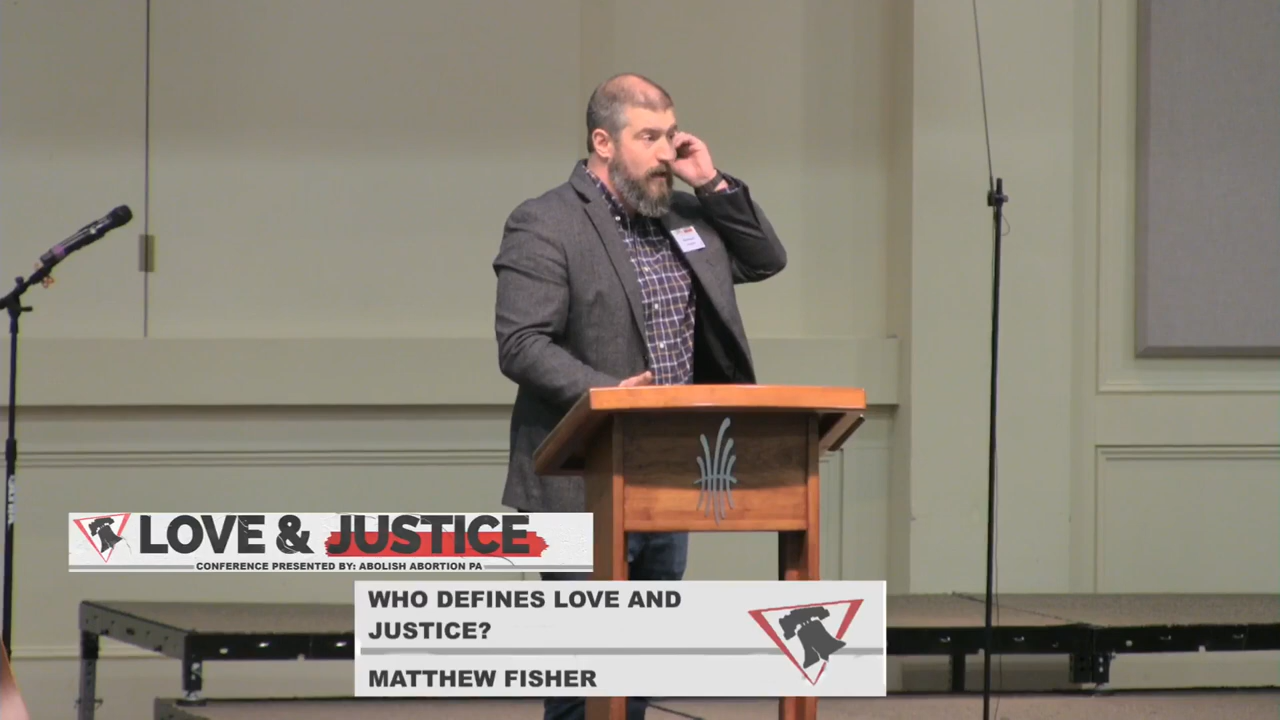 LOVE & JUSTICE
CONFERENCE PRESENTED BY: ABOLISH ABORTION PA
WHO DEFINES LOVE AND
JUSTICE?
MATTHEW FISHER